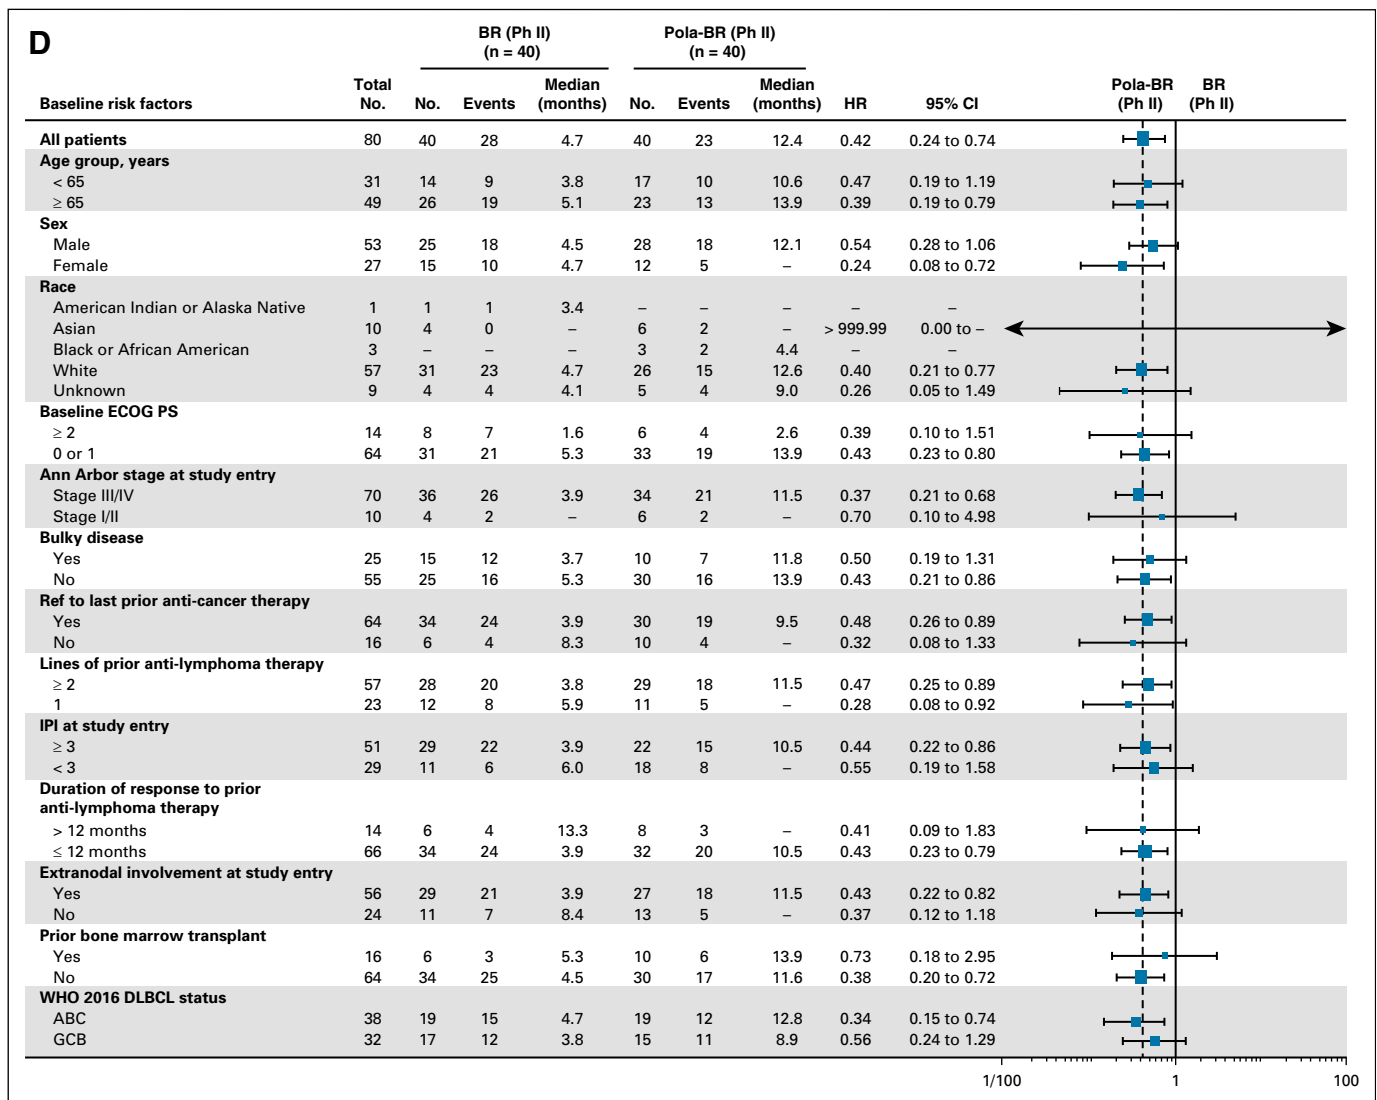 D
BR (Ph II) Pola-BR (Ph II)
(n = 40) (n = 40)
Total Median Median Pola-BR BR
Baseline risk factors No. No. Events (months) No. Events (months) HR 95% CI (Ph II) (Ph II)
All patients 80 40 28 4.7 40 23 12.4 0.42 0.24 to 0.74
Age group, years
< 65 31 14 9 3.8 17 10 10.6 0.47 0.19 to 1.19
≥ 65 49 26 19 5.1 23 13 13.9 0.39 0.19 to 0.79
Sex
Male 53 25 18 4.5 28 18 12.1 0.54 0.28 to 1.06
Female 27 15 10 4.7 12 5 – 0.24 0.08 to 0.72
Race
American Indian or Alaska Native 1 1 1 3.4 – – – – –
Asian 10 4 0 – 6 2 – > 999.99 0.00 to –
Black or African American 3 – – – 3 2 4.4 – –
White 57 31 23 4.7 26 15 12.6 0.40 0.21 to 0.77
Unknown 9 4 4 4.1 5 4 9.0 0.26 0.05 to 1.49
Baseline ECOG PS
≥ 2 14 8 7 1.6 6 4 2.6 0.39 0.10 to 1.51
0 or 1 64 31 21 5.3 33 19 13.9 0.43 0.23 to 0.80
Ann Arbor stage at study entry
Stage III/IV 70 36 26 3.9 34 21 11.5 0.37 0.21 to 0.68
Stage I/II 10 4 2 – 6 2 – 0.70 0.10 to 4.98
Bulky disease
Yes 25 15 12 3.7 10 7 11.8 0.50 0.19 to 1.31
No 55 25 16 5.3 30 16 13.9 0.43 0.21 to 0.86
Ref to last prior anti-cancer therapy
Yes 64 34 24 3.9 30 19 9.5 0.48 0.26 to 0.89
No 16 6 4 8.3 10 4 – 0.32 0.08 to 1.33
Lines of prior anti-lymphoma therapy
≥ 2 57 28 20 3.8 29 18 11.5 0.47 0.25 to 0.89
1 23 12 8 5.9 11 5 – 0.28 0.08 to 0.92
IPI at study entry
≥ 3 51 29 22 3.9 22 15 10.5 0.44 0.22 to 0.86
< 3 29 11 6 6.0 18 8 – 0.55 0.19 to 1.58
Duration of response to prior
anti-lymphoma therapy
> 12 months 14 6 4 13.3 8 3 – 0.41 0.09 to 1.83
≤ 12 months 66 34 24 3.9 32 20 10.5 0.43 0.23 to 0.79
Extranodal involvement at study entry
Yes 56 29 21 3.9 27 18 11.5 0.43 0.22 to 0.82
No 24 11 7 8.4 13 5 – 0.37 0.12 to 1.18
Prior bone marrow transplant
Yes 16 6 3 5.3 10 6 13.9 0.73 0.18 to 2.95
No 64 34 25 4.5 30 17 11.6 0.38 0.20 to 0.72
WHO 2016 DLBCL status
ABC 38 19 15 4.7 19 12 12.8 0.34 0.15 to 0.74
GCB 32 17 12 3.8 15 11 8.9 0.56 0.24 to 1.29
1/100 1 100